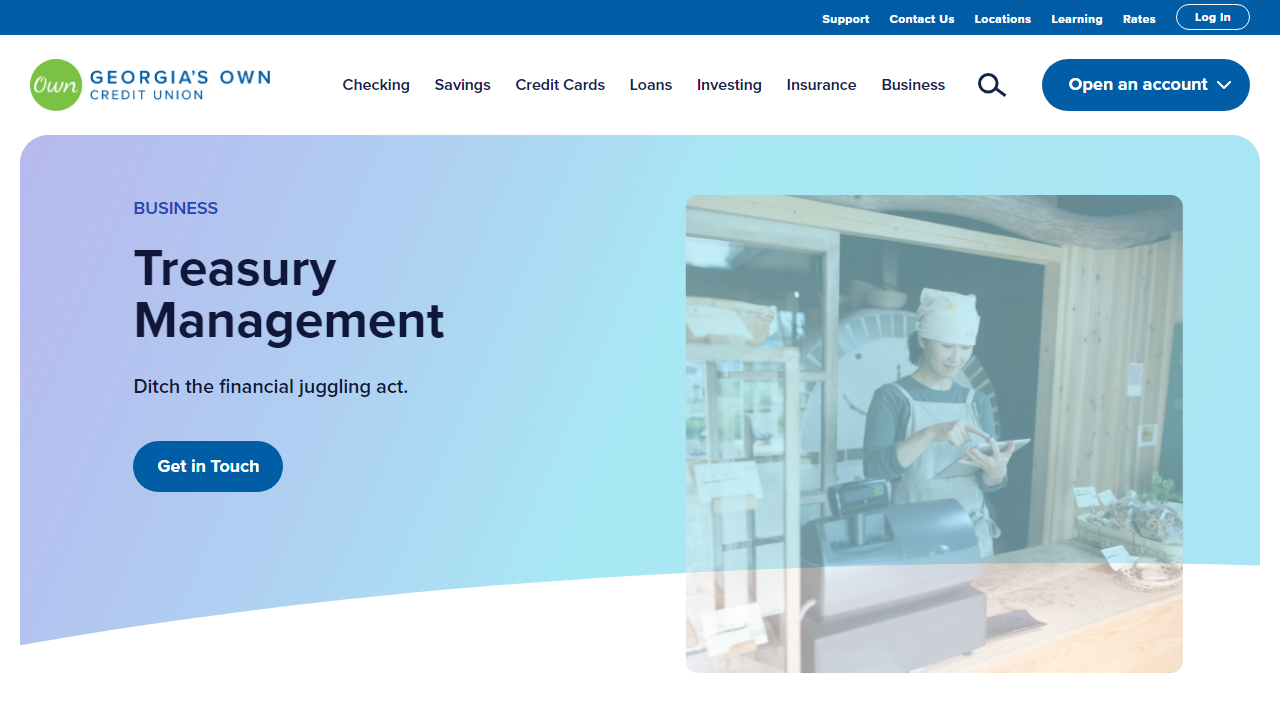 Support Contact Us Locations Learning Rates Log In
Own GEORGIA'S OWN
CREDIT UNION
Checking Savings Credit Cards Loans Investing Insurance Business Open an account
BUSINESS
Treasury
Management
Ditch the financial juggling act.
Get in Touch